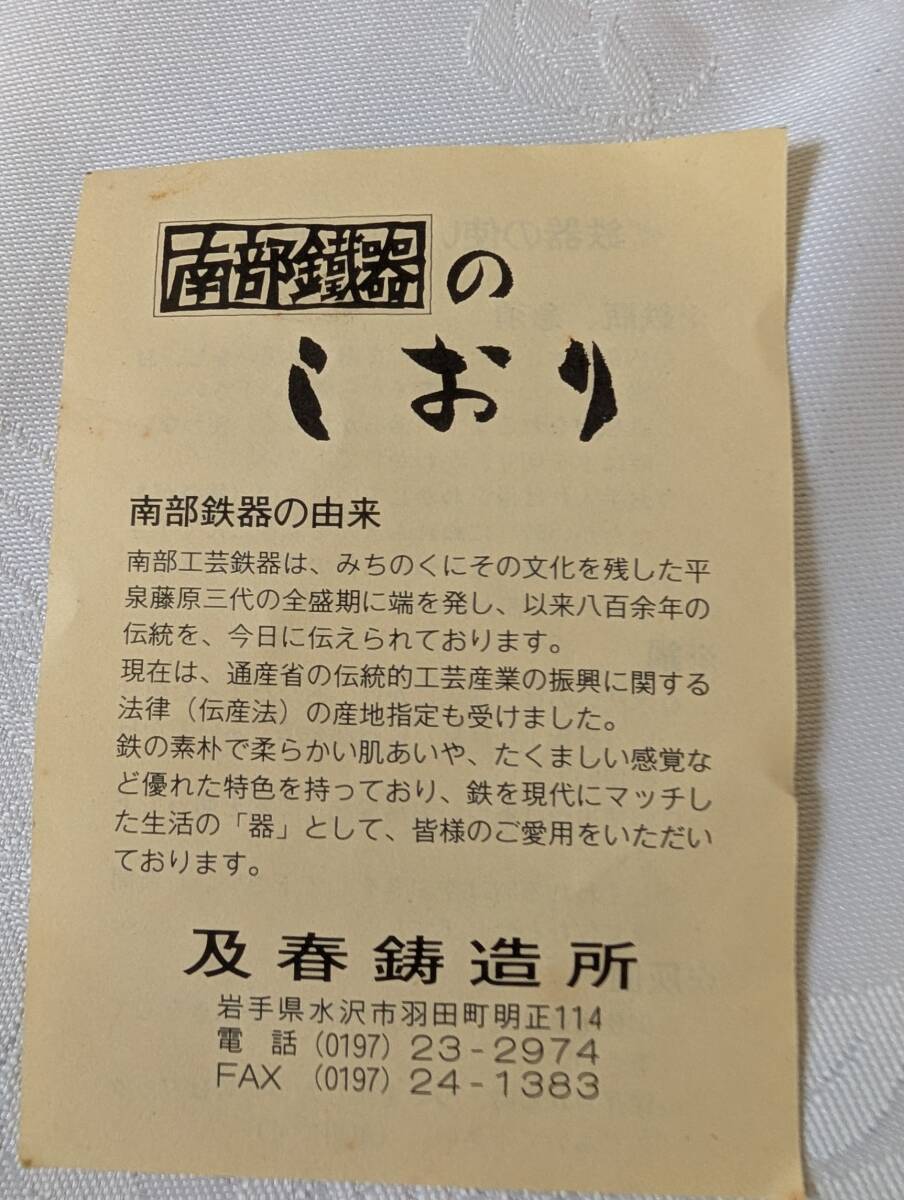 南部鐵器の
しおり
南部鉄器の由来
南部工芸鉄器は、みちのくにその文化を残した平
泉藤原三代の全盛期に端を発し、以来八百余年の
伝統を、今日に伝えられております。
現在は、通産省の伝統的工芸産業の振興に関する
法律（伝産法）の産地指定も受けました。
鉄の素朴で柔らかい肌あいや、たくましい感覚な
ど優れた特色を持っており、鉄を現代にマッチし
た生活の「器」として、皆様のご愛用をいただい
ております。
及春鋳造所
岩手県水沢市羽田町明正114
電話（0197）23-2974
FAX（0197）24-1383